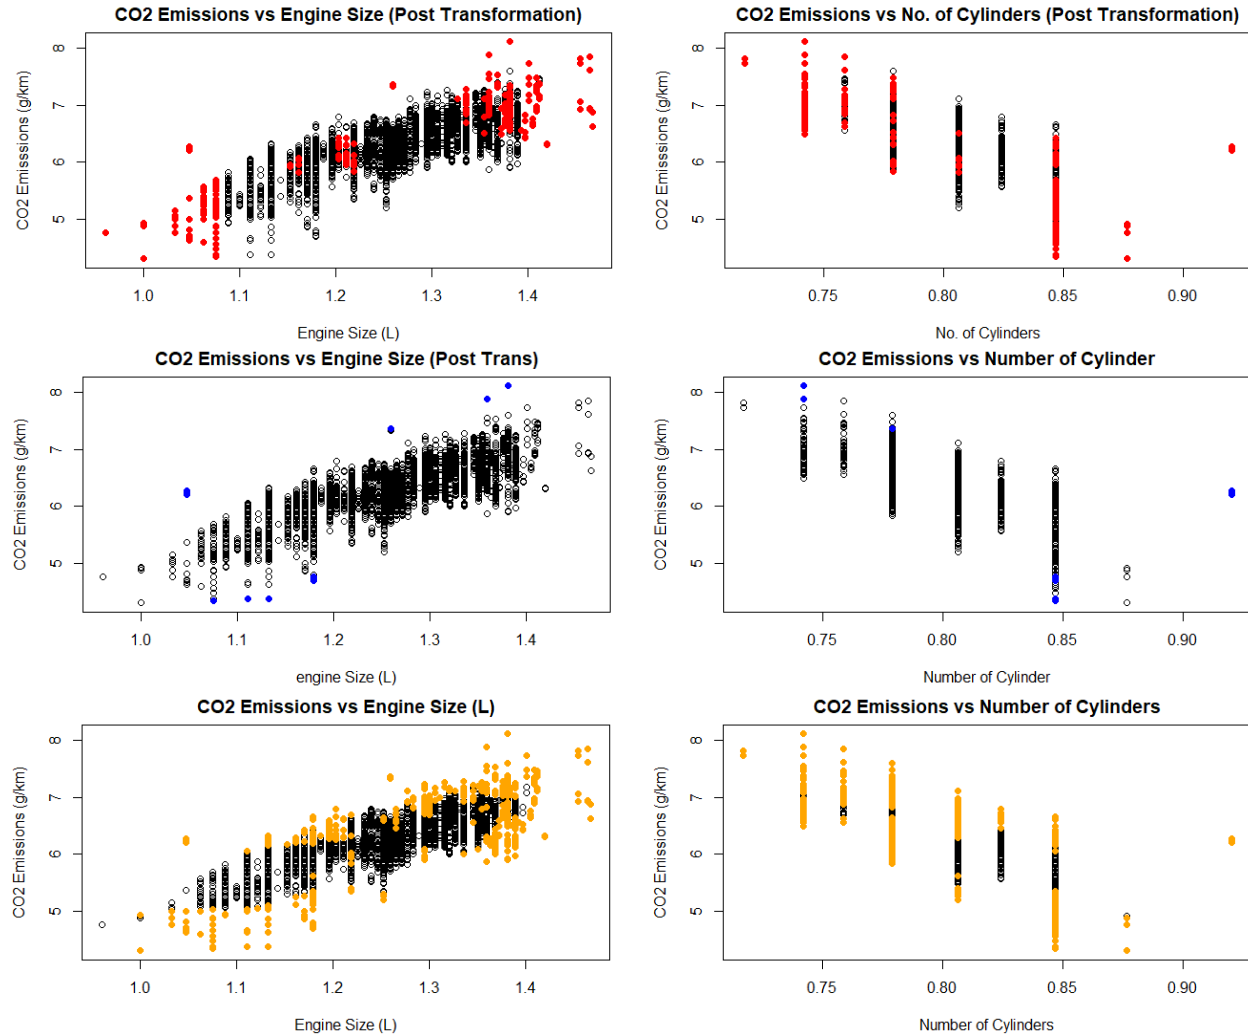 CO2 Emissions vs Engine Size (Post Transformation)
CO2 Emisssions (g/km)
8
7
6
5
1.0 1.1 1.2 1.3 1.4
Engine Size (L)
CO2 Emissions vs No. of Cylinders (Post Transformation)
CO2 Emisssions (g/km)
8
7
6
5
0.75 0.80 0.85 0.90
No. of Cylinders
CO2 Emissions vs Engine Size (Post Trans)
CO2 Emissions (g/km)
8
7
6
5
1.0 1.1 1.2 1.3 1.4
engine Size (L)
CO2 Emissions vs Number of Cylinder
CO2 Emissions (g/km)
8
7
6
5
0.75 0.80 0.85 0.90
Number of Cylinder
CO2 Emissions vs Engine Size (L)
CO2 Emissions (g/km)
8
7
6
5
1.0 1.1 1.2 1.3 1.4
Engine Size (L)
CO2 Emissions vs Number of Cylinders
CO2 Emissions (g/km)
8
7
6
5
0.75 0.80 0.85 0.90
Number of Cylinders